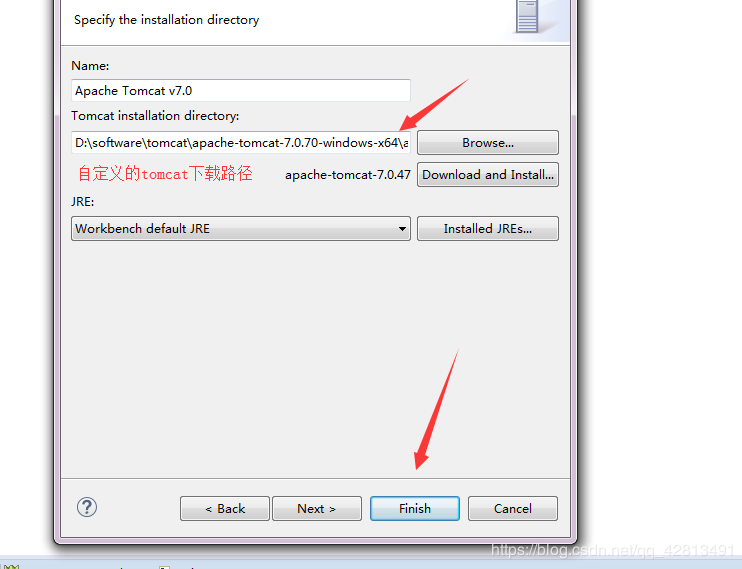 Specify the installation directory
Name:
Apache Tomcat v7.0
Tomcat installation directory:
D:\software\tomcat\apache-tomcat-7.0.70-windows-x64\a
Browse...
自定义的tomcat下载路径
apache-tomcat-7.0.47
Download and Install...
JRE:
Workbench default JRE
Installed JREs...
?
< Back
Next >
Finish
Cancel
https://blog.csdn.net/qq_42813491